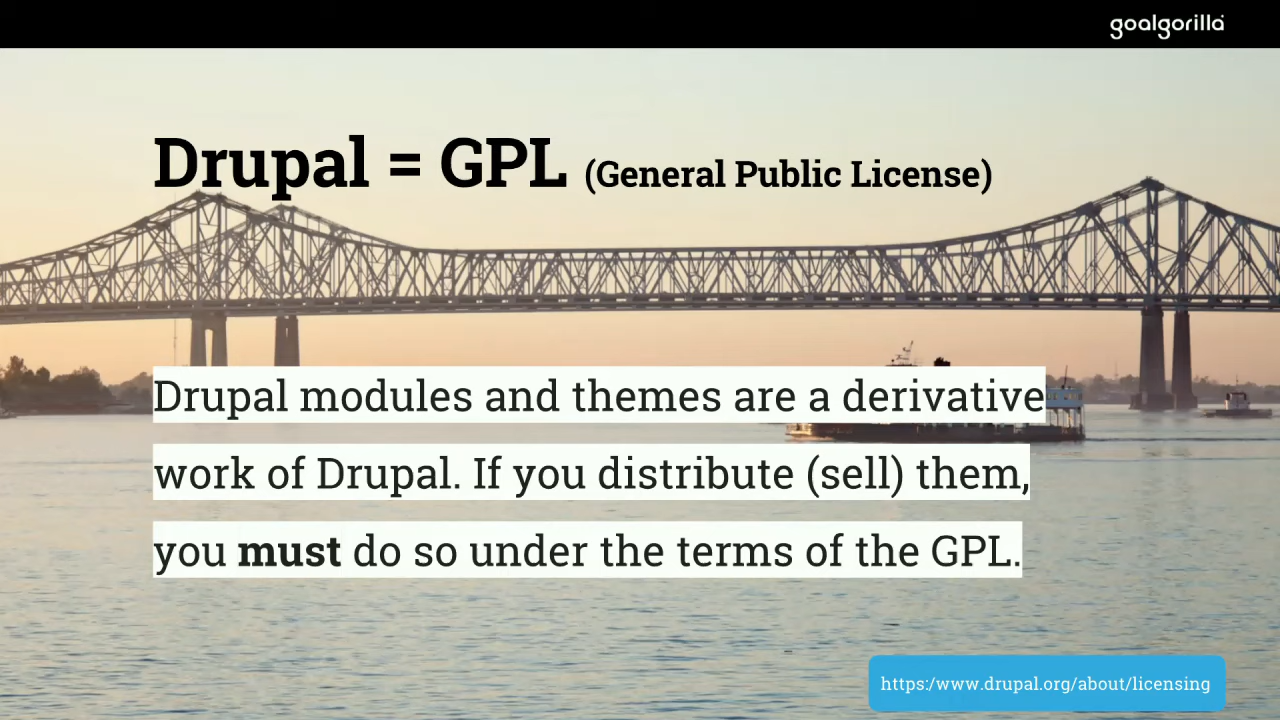 goalgorilla
Drupal = GPL (General Public License)
Drupal modules and themes are a derivative
work of Drupal. If you distribute (sell) them,
you must do so under the terms of the GPL.
https:/www.drupal.org/about/licensing